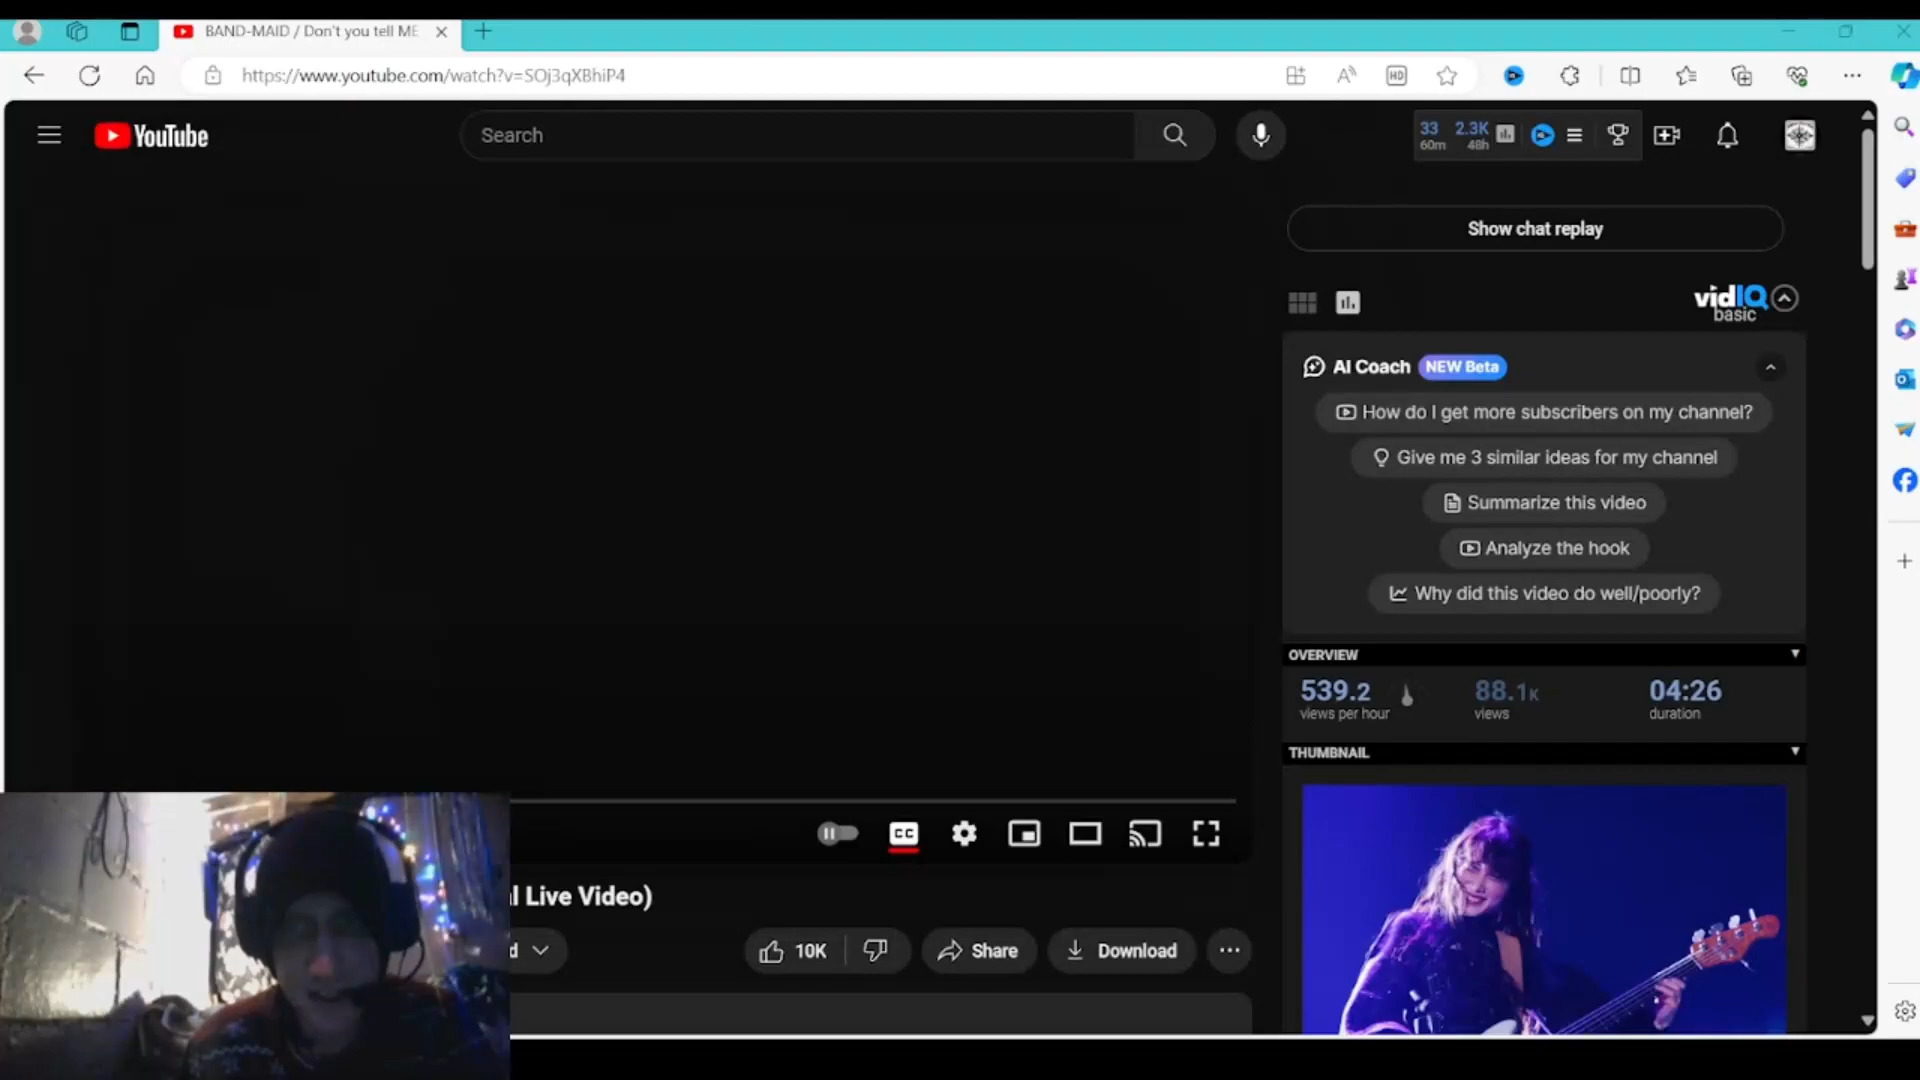 BAND-MAID / Don't you tell ME
https://www.youtube.com/watch?v=SOj3qXBhiP4
HD
YouTube
Search
33 60m 2.3K 48h
Show chat replay
vidIQ
basic
AI Coach NEW Beta
How do I get more subscribers on my channel?
Give me 3 similar ideas for my channel
Summarize this video
Analyze the hook
Why did this video do well/poorly?
OVERVIEW
539.2 88.1K 04:26
views per hour views duration
THUMBNAIL
CC
l Live Video)
d 10K Share Download